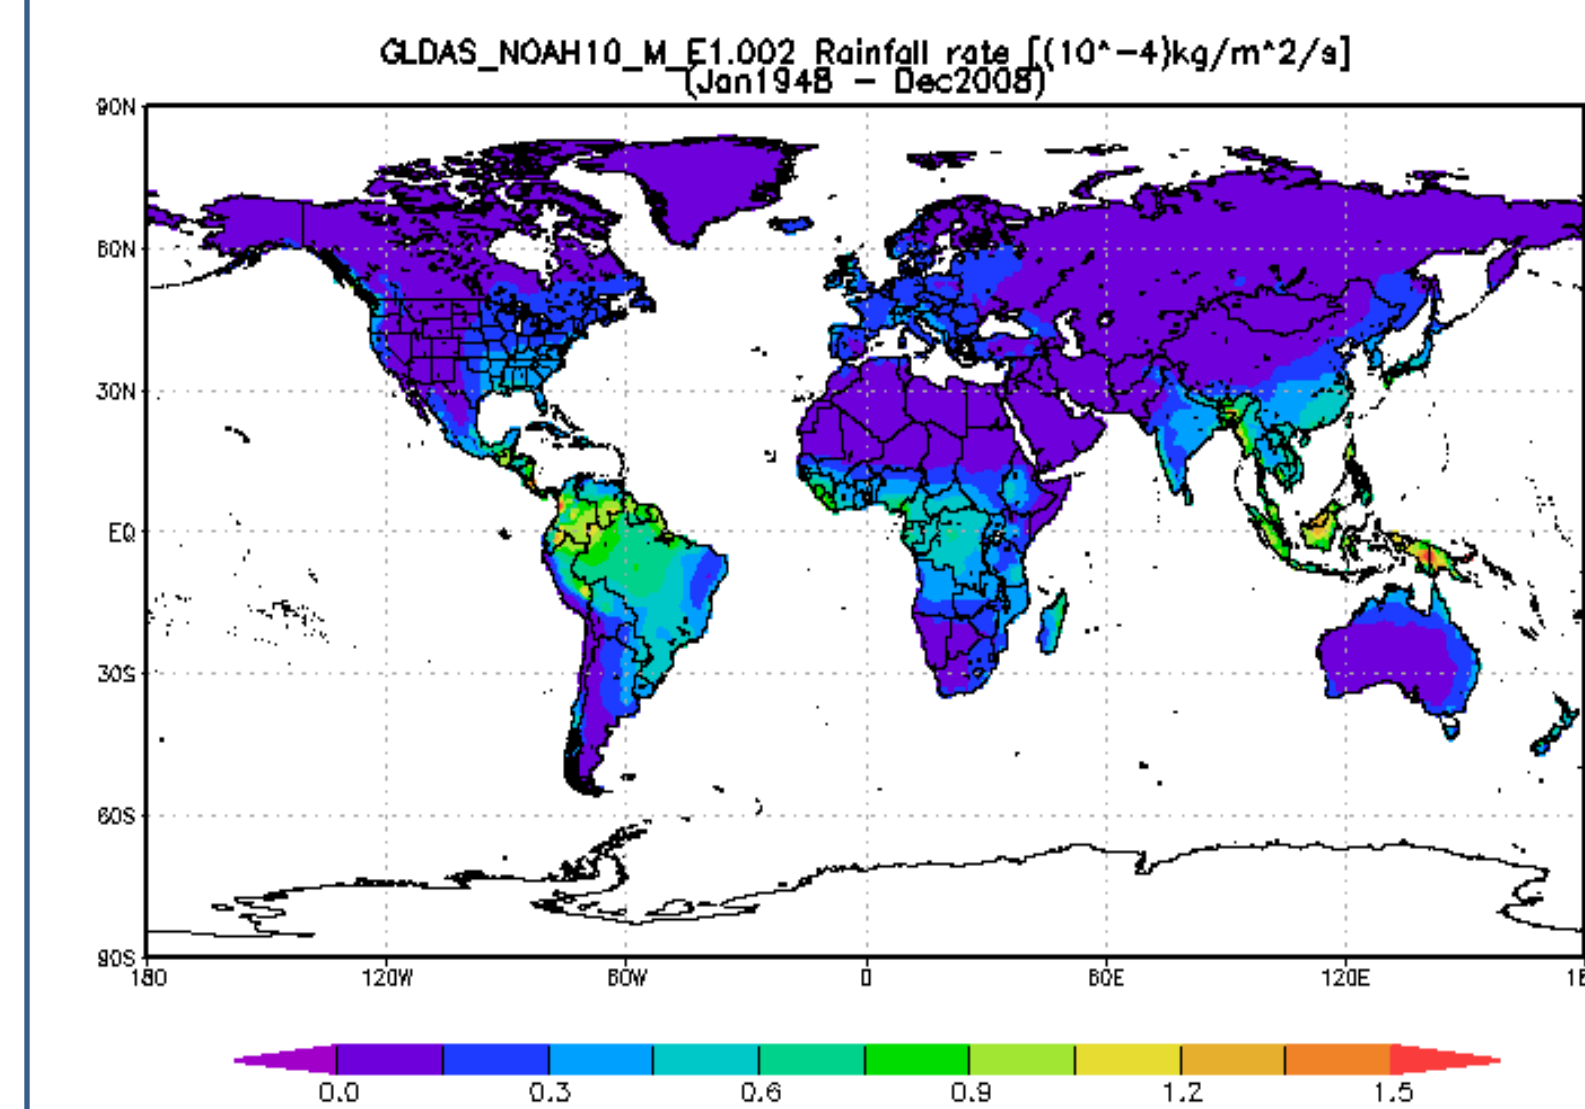 GLDAS_NOAH10_M_E1.002 Rainfall rate [(10^-4)kg/m^2/s]
(Jan1948 - Dec2008)
90N
60N
30N
EQ
30S
60S
90S
180 120W 60W 0 60E 120E
0.0 0.3 0.6 0.9 1.2 1.5